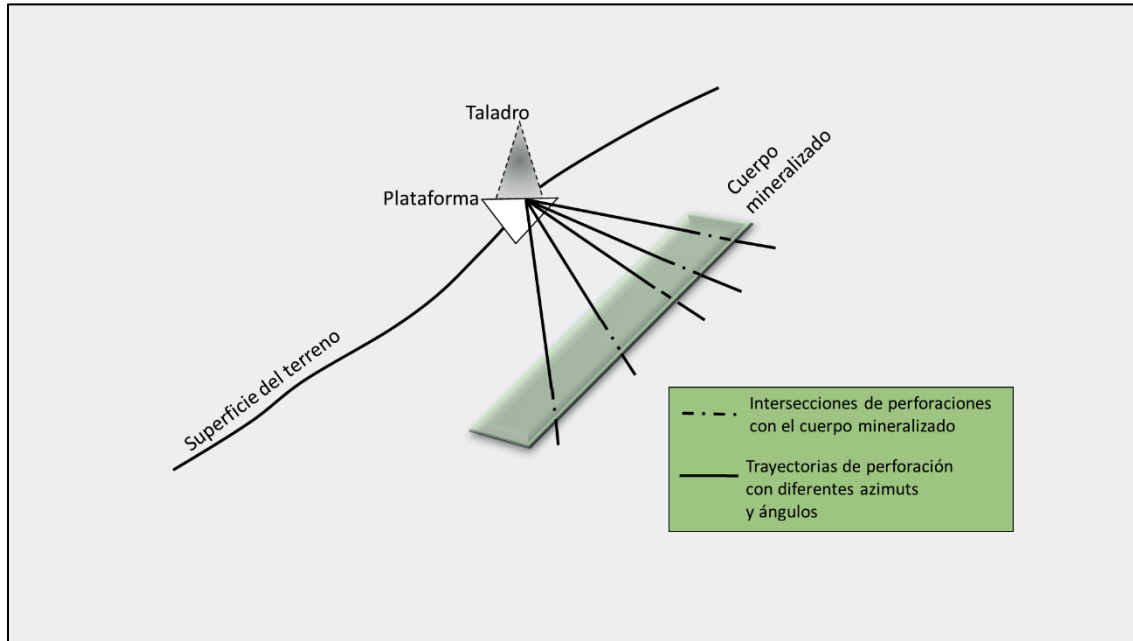 Taladro
Plataforma
Cuerpo
mineralizado
Superficie del terreno
Intersecciones de perforaciones
con el cuerpo mineralizado
Trayectorias de perforación
con diferentes azimuts
y ángulos